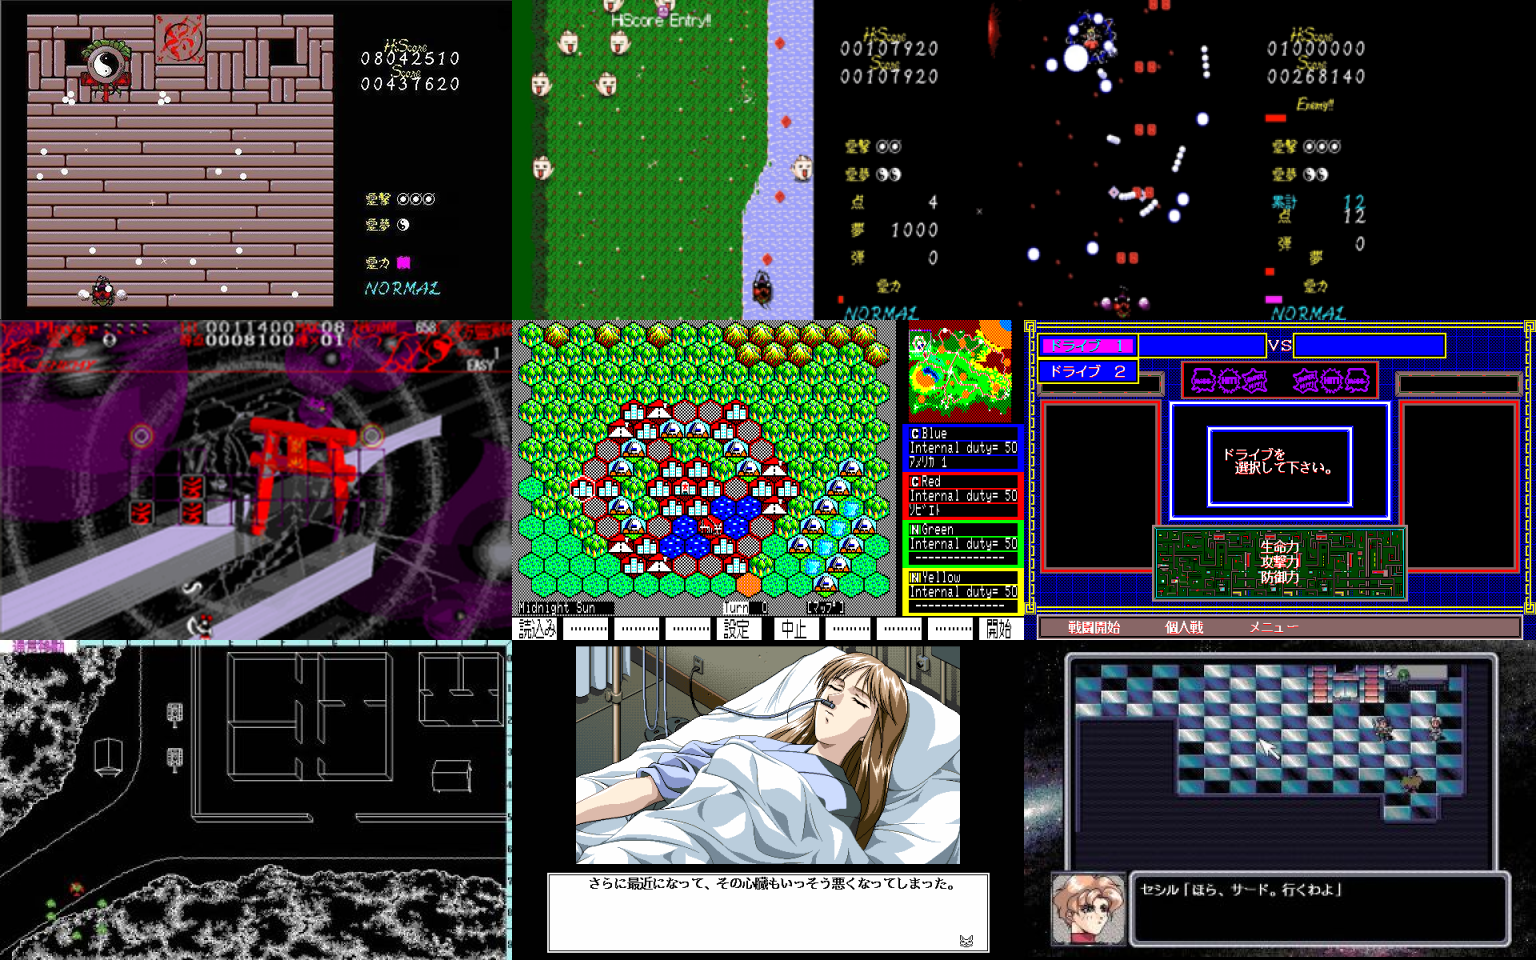 HiScore
08042510
Score
00437620
霊撃
霊夢
霊力
NORMAL
HiScore Entry!!
HiScore
00107920
Score
00107920
霊撃
霊夢
点 4
夢 1000
弾 0
霊力
NORMAL
HiScore
01000000
Score
00268140
Enemy!!
霊撃
霊夢
累計 12
点 12
弾 0
夢
霊力
NORMAL
Player
0011400
08
658
0008100
01
ENEMY
1
EASY
C Blue
Internal duty= 50
アメリカ 1
C Red
Internal duty= 50
ソビエト
N Green
Internal duty= 50
--------------
N Yellow
Internal duty= 50
--------------
Midnight Sun
Turn 0
[マップ]
読込み
設定
中止
開始
ドライブ 1
VS
ドライブ 2
ドライブを
選択して下さい。
生命力
攻撃力
防御力
戦闘開始 個人戦 メニュー
さらに最近になって、その心臓もいっそう悪くなってしまった。
セシル「ほら、サード。行くわよ」